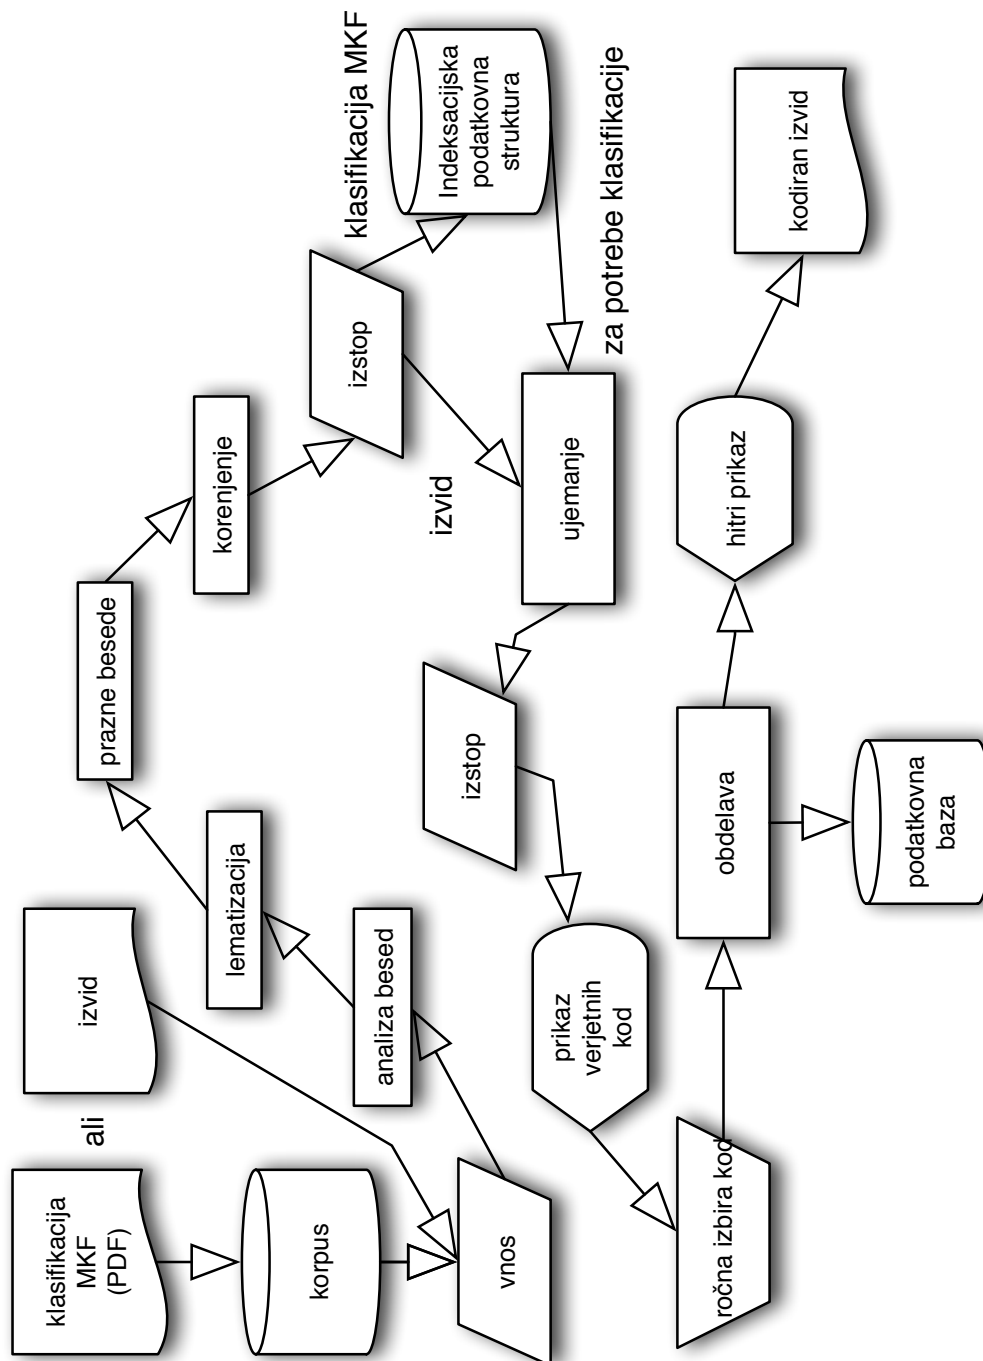 klasifikacija
MKF
(PDF)
ali
izvid
korpus
vnos
analiza besed
lematizacija
prazne besede
korenjenje
izstop
klasifikacija MKF
Indeksacijska
podatkovna
struktura
izvid
za potrebe klasifikacije
ujemanje
izstop
prikaz
verjetnih
kod
ročna izbira kod
obdelava
podatkovna
baza
hitri prikaz
kodiran izvid